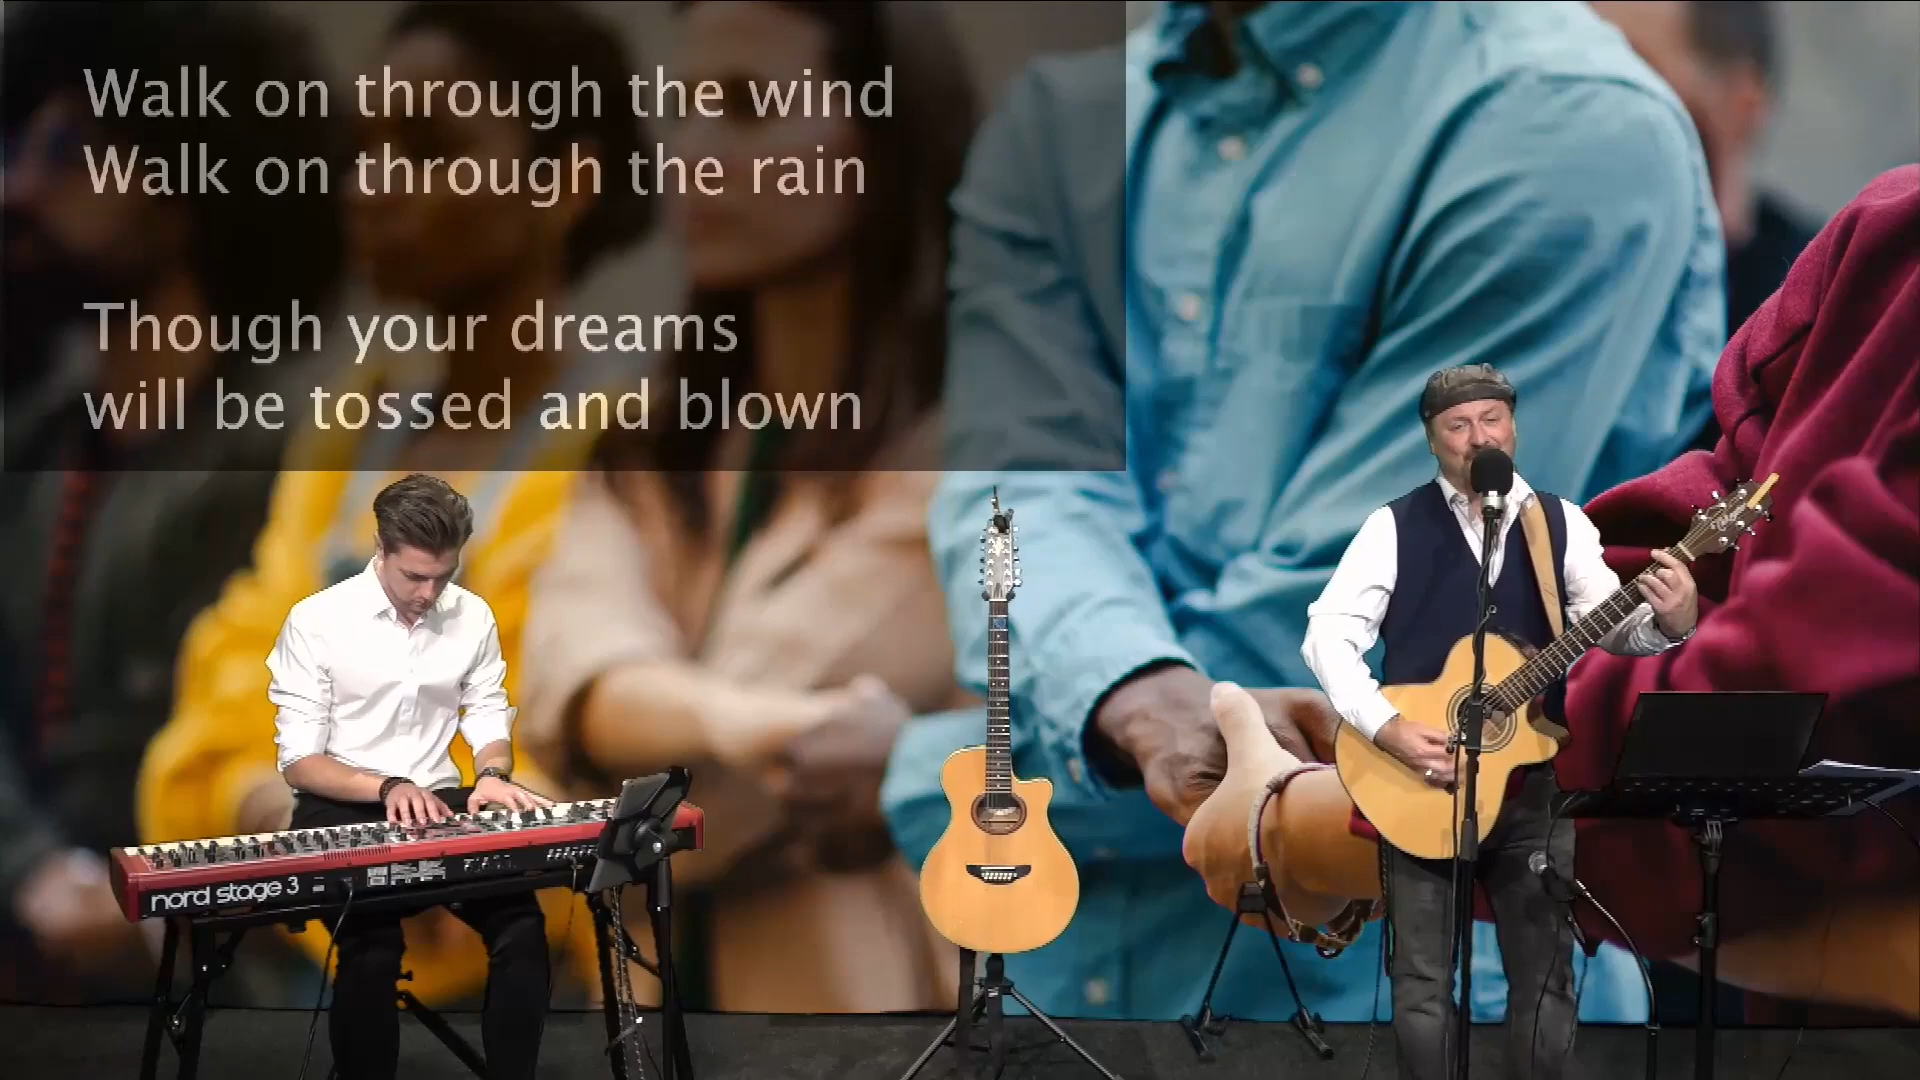 Walk on through the wind
Walk on through the rain
Though your dreams
will be tossed and blown
nord stage 3